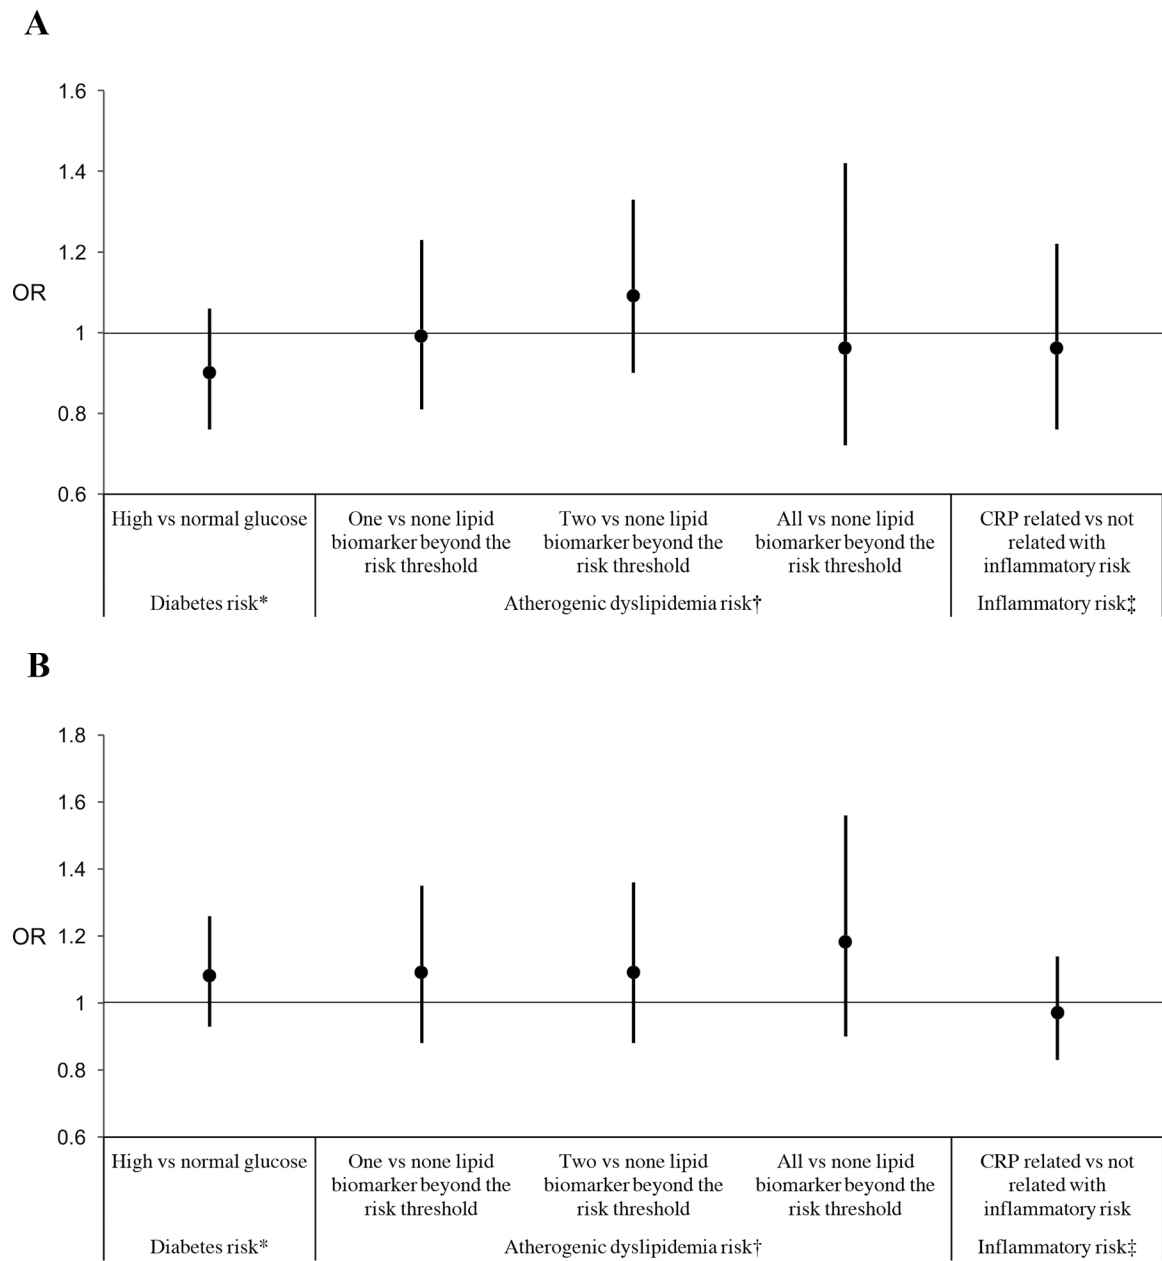 A
1.6
1.4
1.2
OR
1
0.8
0.6
High vs normal glucose
One vs none lipid
biomarker beyond the
risk threshold
Two vs none lipid
biomarker beyond the
risk threshold
All vs none lipid
biomarker beyond the
risk threshold
CRP related vs not
related with
inflammatory risk
Diabetes risk*
Atherogenic dyslipidemia risk†
Inflammatory risk‡
B
1.8
1.6
1.4
OR
1.2
1
0.8
0.6
High vs normal glucose
One vs none lipid
biomarker beyond the
risk threshold
Two vs none lipid
biomarker beyond the
risk threshold
All vs none lipid
biomarker beyond the
risk threshold
CRP related vs not
related with
inflammatory risk
Diabetes risk*
Atherogenic dyslipidemia risk†
Inflammatory risk‡